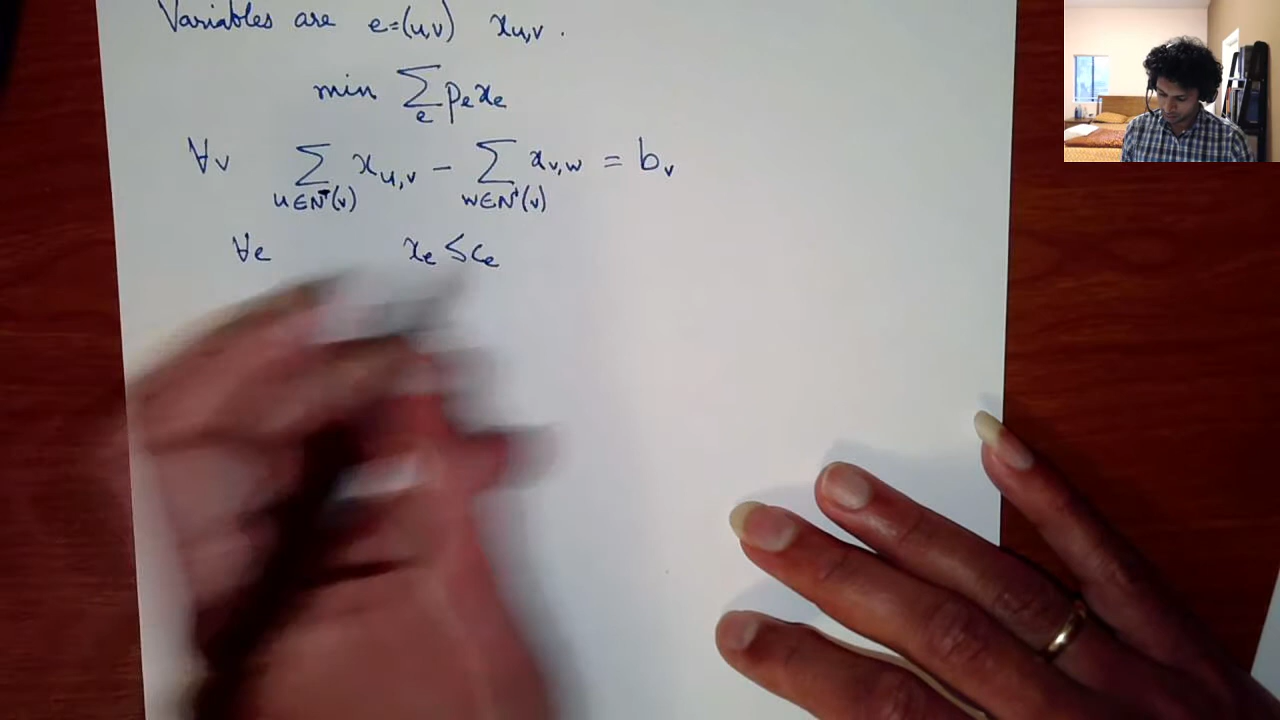 Variables are e=(u,v) x_{u,v}.
min ∑_e p_e x_e
∀v ∑_{u∈N^-(v)} x_{u,v} − ∑_{w∈N^+(v)} x_{v,w} = b_v
∀e x_e ≤ c_e